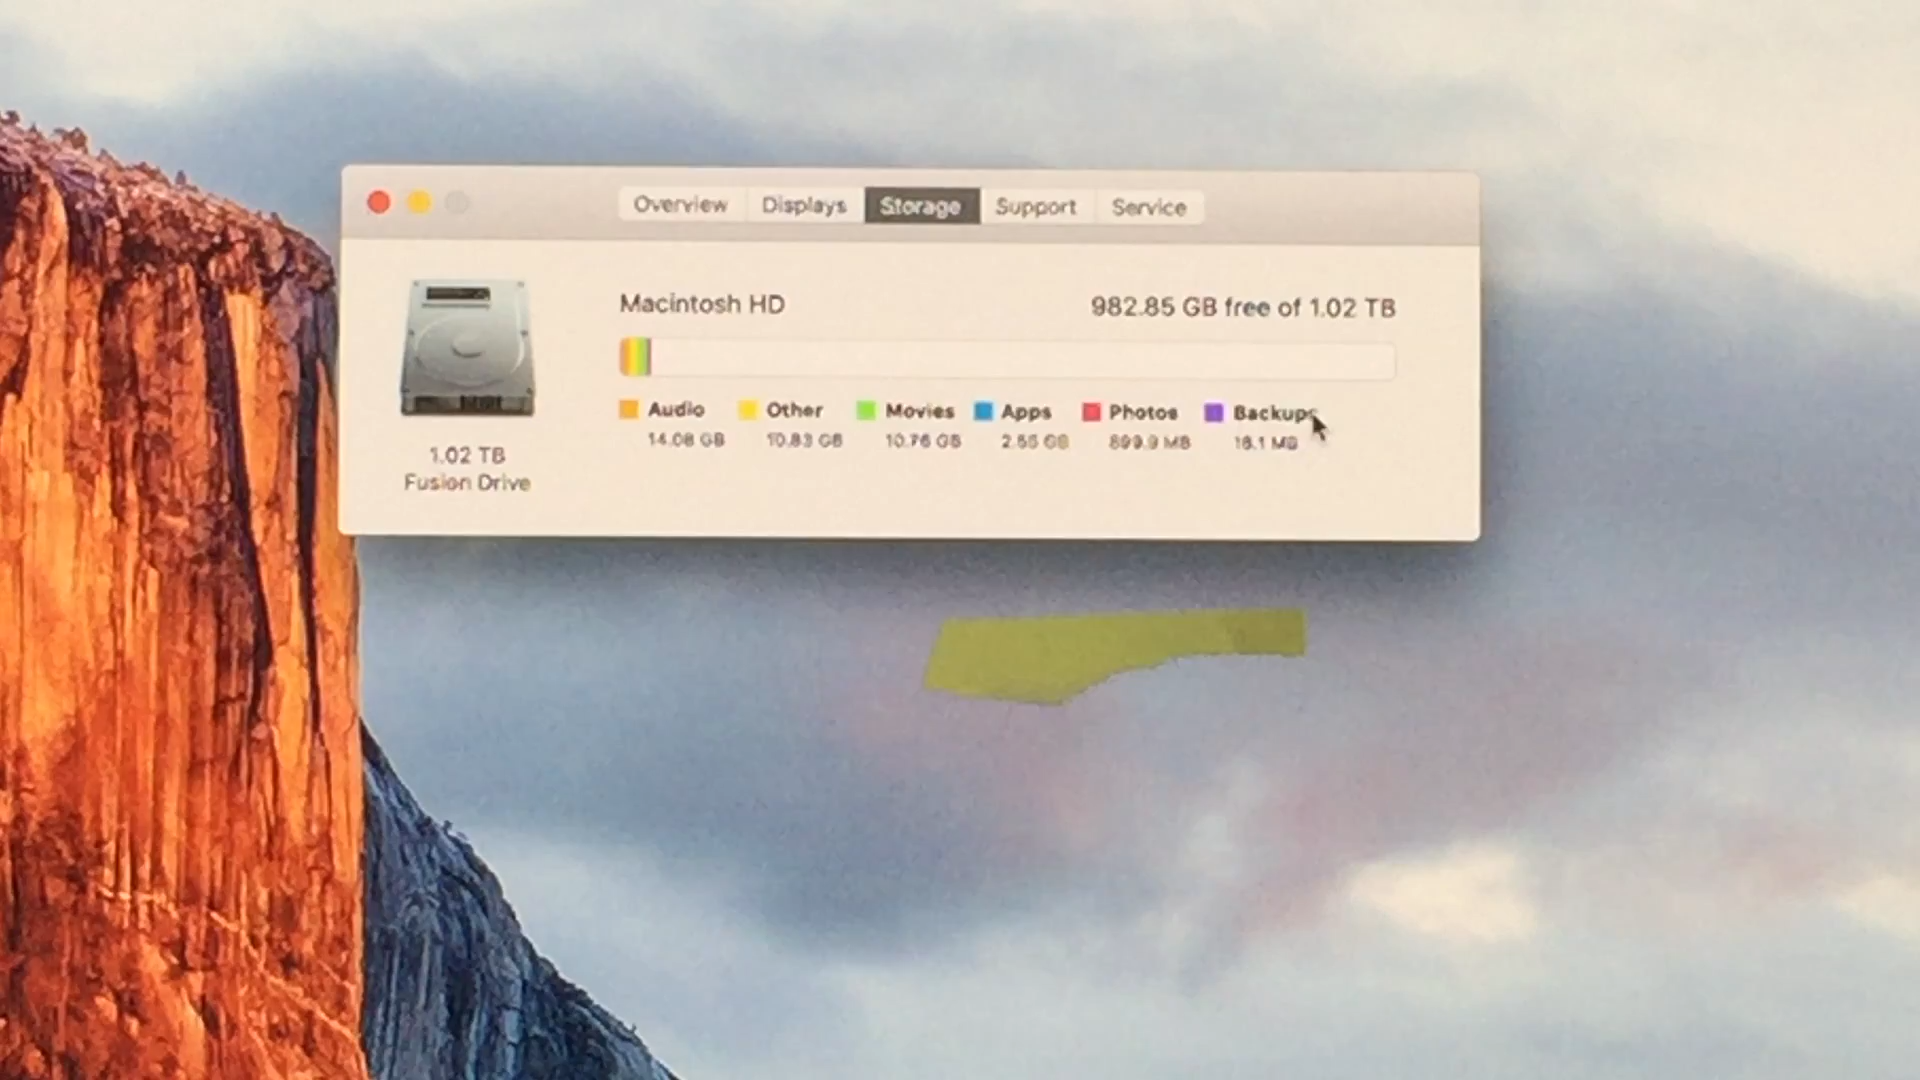 Overview Displays Storage Support Service
Macintosh HD 982.85 GB free of 1.02 TB
Audio Other Movies Apps Photos Backups
14.08 GB 10.83 GB 10.76 GB 2.55 GB 899.9 MB 18.1 MB
1.02 TB
Fusion Drive